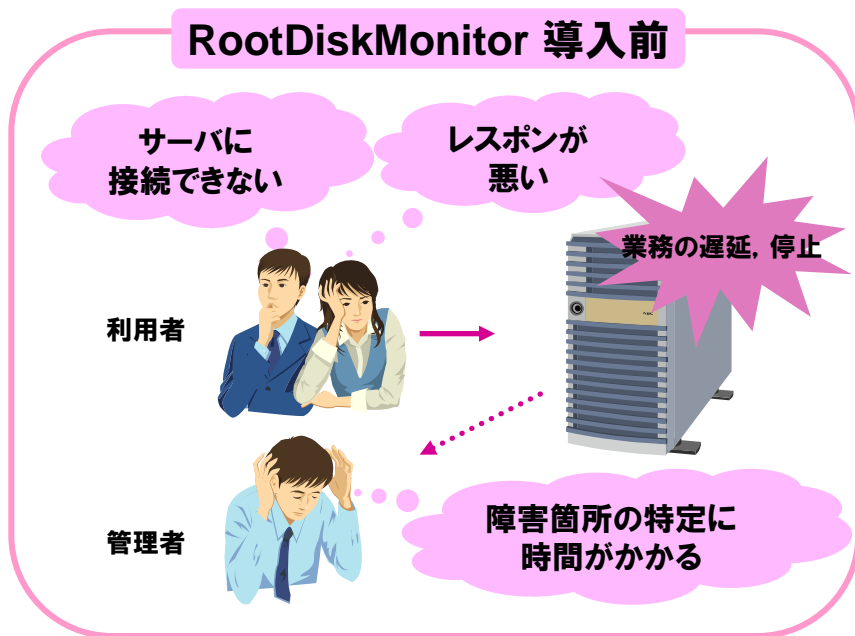 RootDiskMonitor 導入前
サーバに
接続できない
レスポンが
悪い
業務の遅延, 停止
利用者
管理者
障害箇所の特定に
時間がかかる